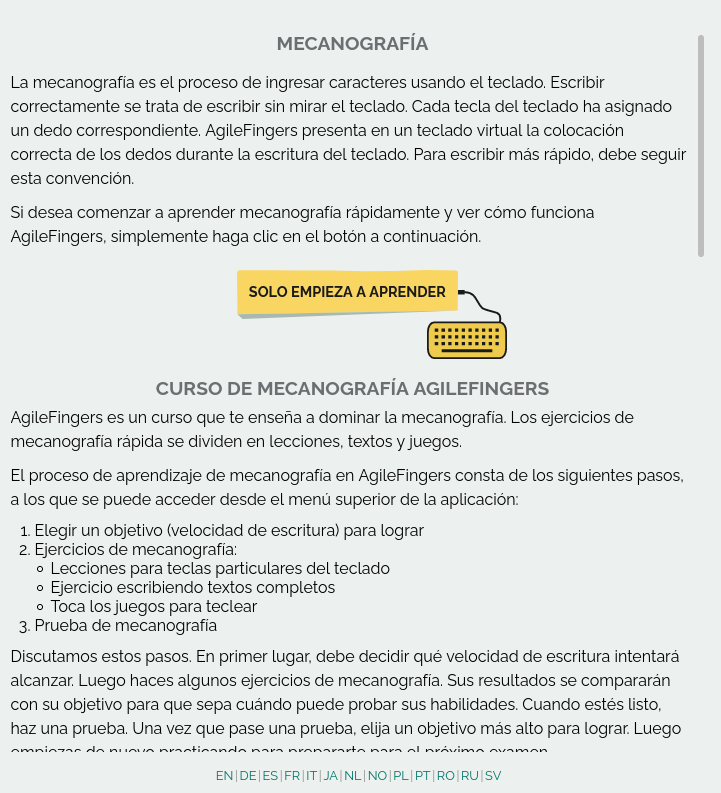 MECANOGRAFÍA
La mecanografía es el proceso de ingresar caracteres usando el teclado. Escribir
correctamente se trata de escribir sin mirar el teclado. Cada tecla del teclado ha asignado
un dedo correspondiente. AgileFingers presenta en un teclado virtual la colocación
correcta de los dedos durante la escritura del teclado. Para escribir más rápido, debe seguir
esta convención.
Si desea comenzar a aprender mecanografía rápidamente y ver cómo funciona
AgileFingers, simplemente haga clic en el botón a continuación.
SOLO EMPIEZA A APRENDER
CURSO DE MECANOGRAFÍA AGILEFINGERS
AgileFingers es un curso que te enseña a dominar la mecanografía. Los ejercicios de
mecanografía rápida se dividen en lecciones, textos y juegos.
El proceso de aprendizaje de mecanografía en AgileFingers consta de los siguientes pasos,
a los que se puede acceder desde el menú superior de la aplicación:
1. Elegir un objetivo (velocidad de escritura) para lograr
2. Ejercicios de mecanografía:
Lecciones para teclas particulares del teclado
Ejercicio escribiendo textos completos
Toca los juegos para teclear
3. Prueba de mecanografía
Discutamos estos pasos. En primer lugar, debe decidir qué velocidad de escritura intentará
alcanzar. Luego haces algunos ejercicios de mecanografía. Sus resultados se compararán
con su objetivo para que sepa cuándo puede probar sus habilidades. Cuando estés listo,
haz una prueba. Una vez que pase una prueba, elija un objetivo más alto para lograr. Luego
empiezas de nuevo practicando para prepararte para el próximo examen.
EN|DE|ES|FR|IT|JA|NL|NO|PL|PT|RO|RU|SV